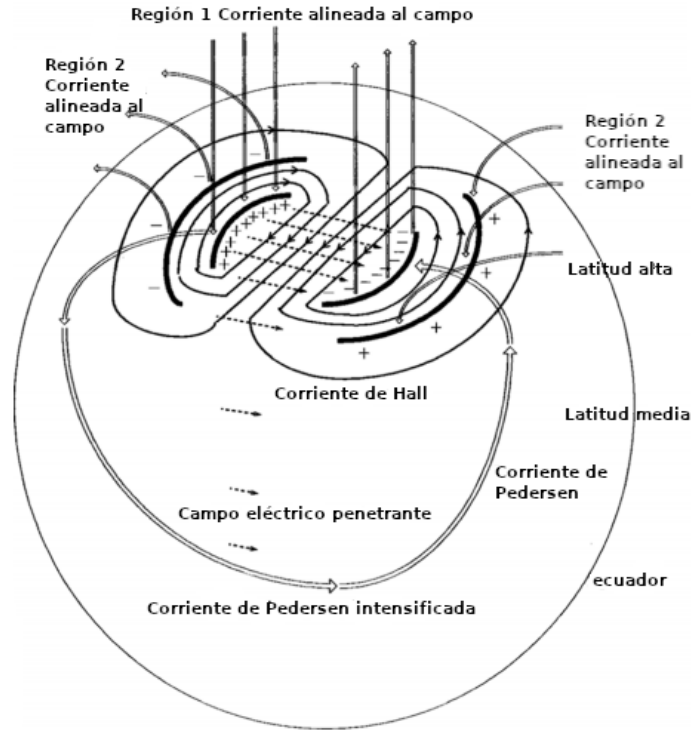 Región 1 Corriente alineada al campo
Región 2
Corriente
alineada al
campo
Región 2
Corriente
alineada al
campo
Latitud alta
Corriente de Hall
Latitud media
Corriente de
Pedersen
Campo eléctrico penetrante
ecuador
Corriente de Pedersen intensificada